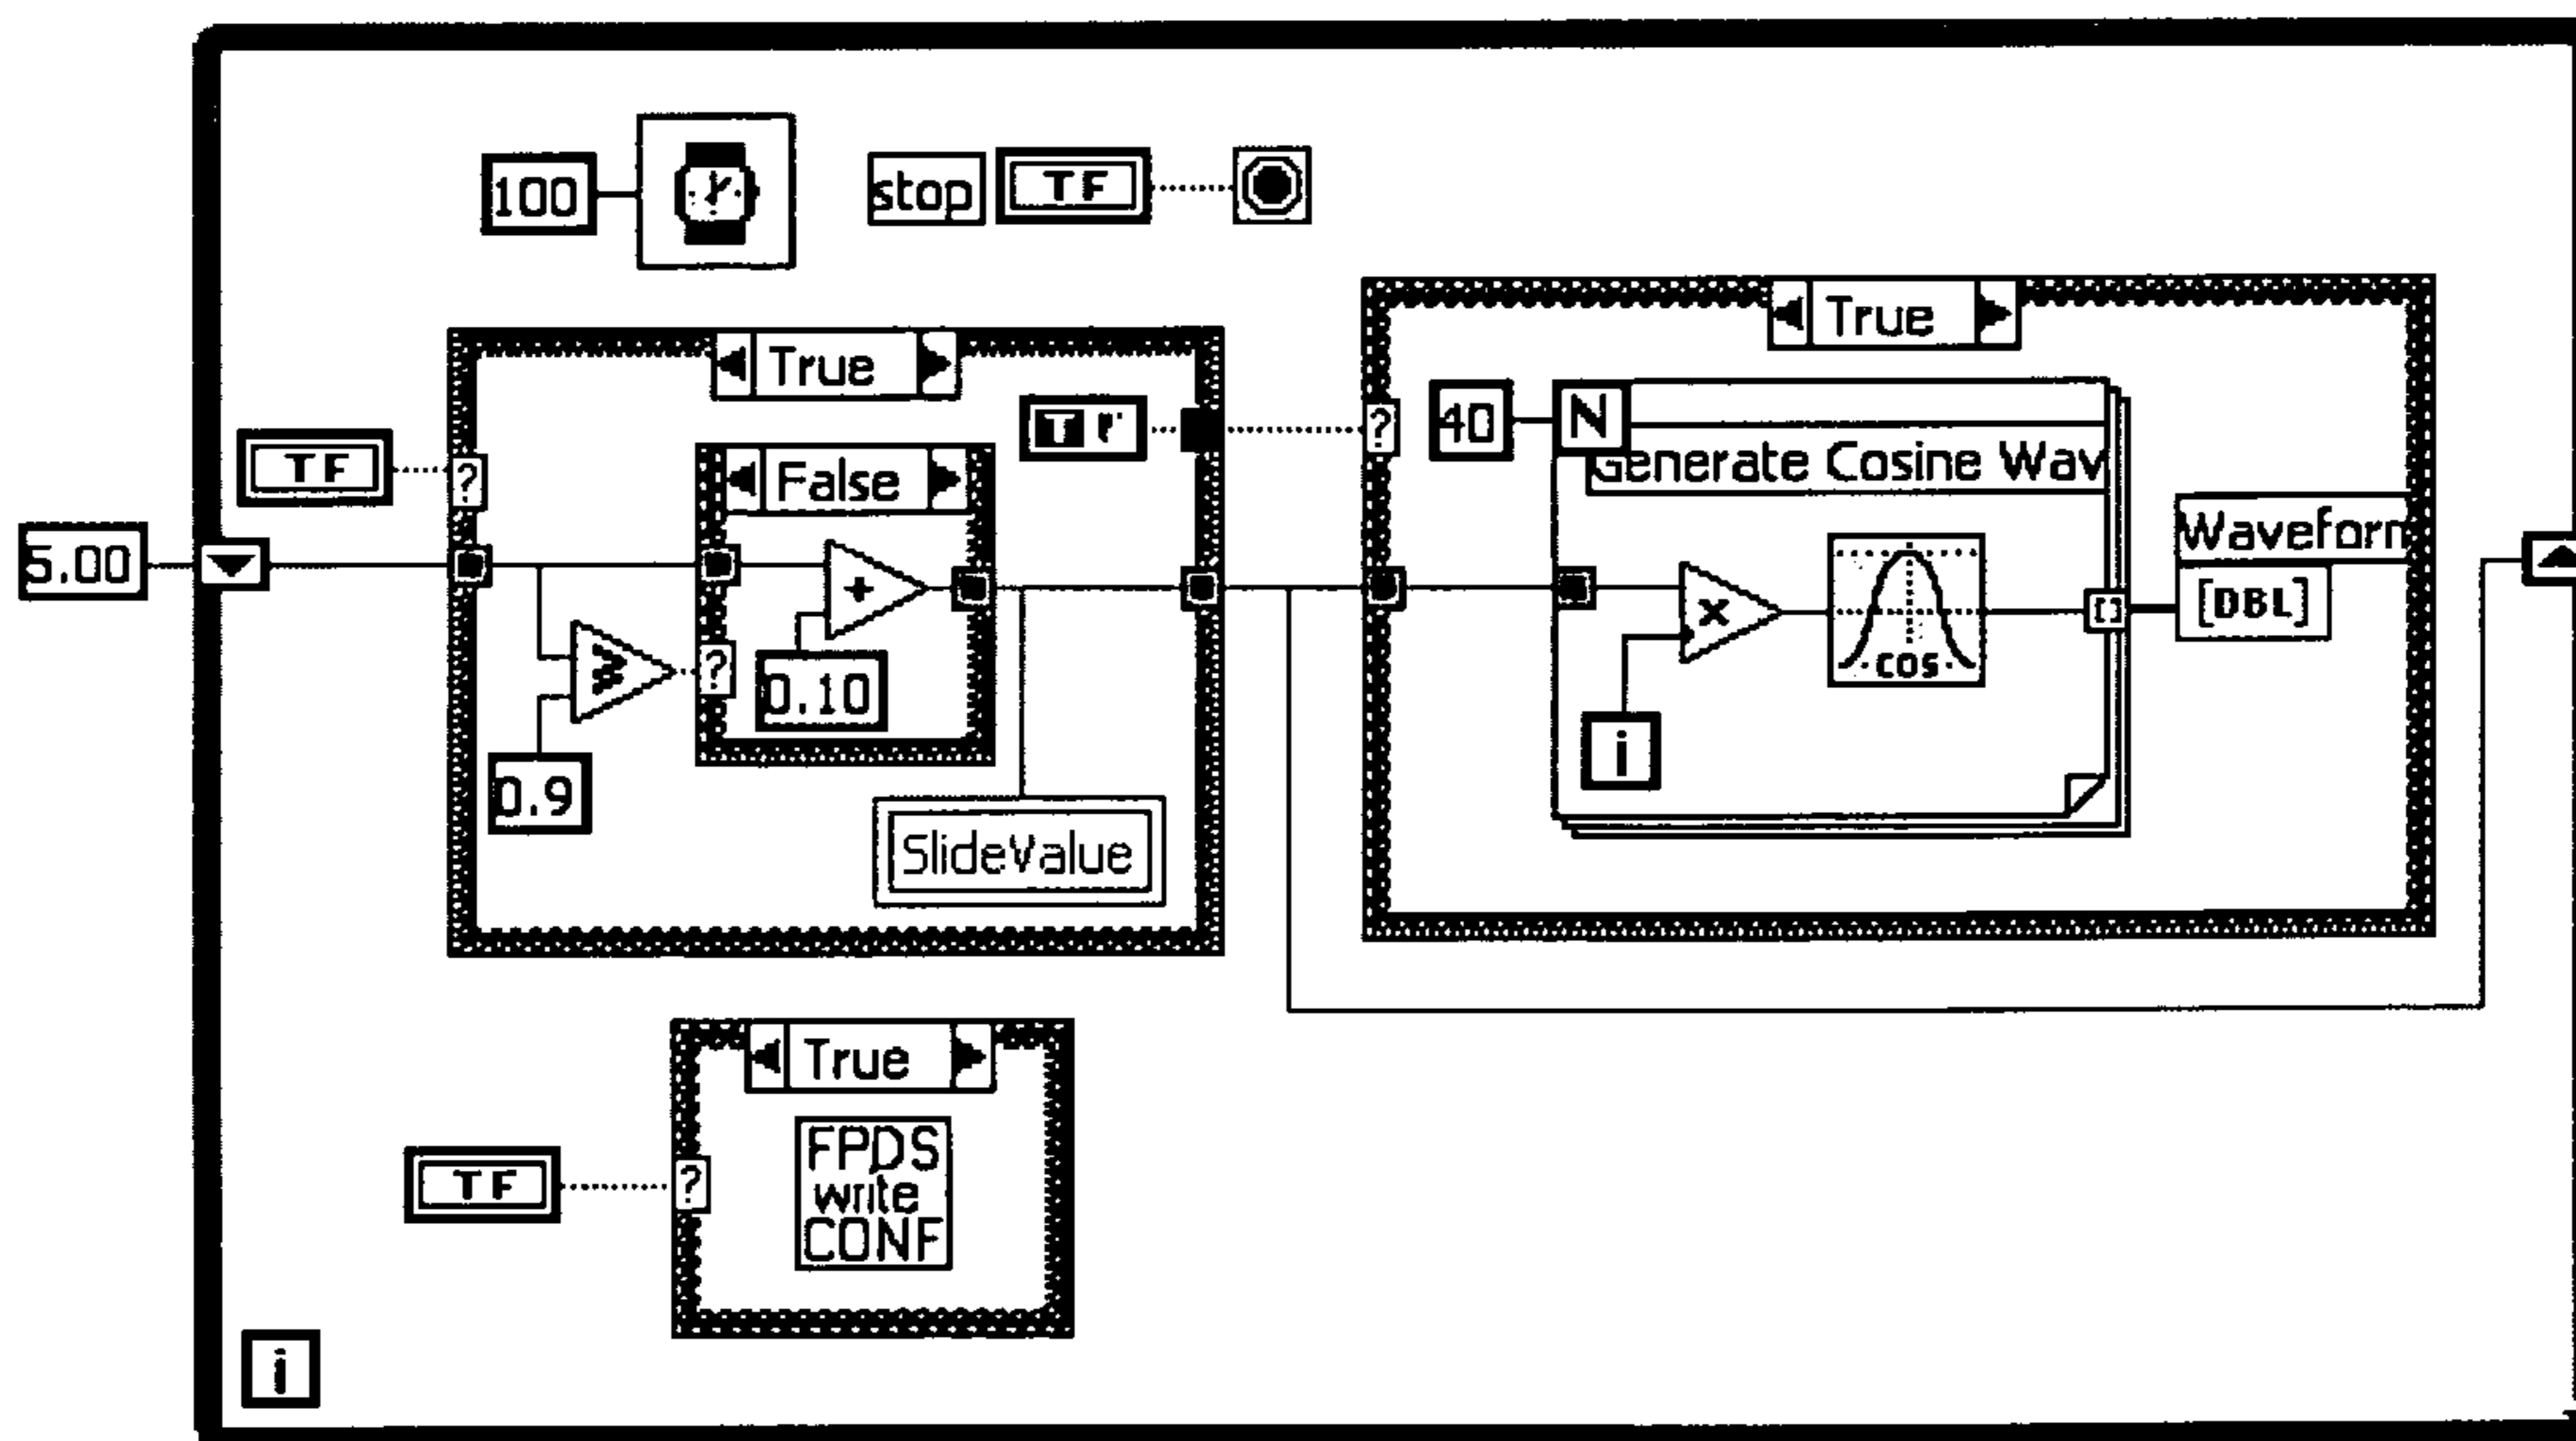 100
stop
TF
True
True
TF
40
N
?
?
False
Generate Cosine Wav
5.00
Waveform
+
x
[DBL]
≥
?
0.10
cos
0.9
i
SlideValue
True
FPDS
write
CONF
TF
?
i